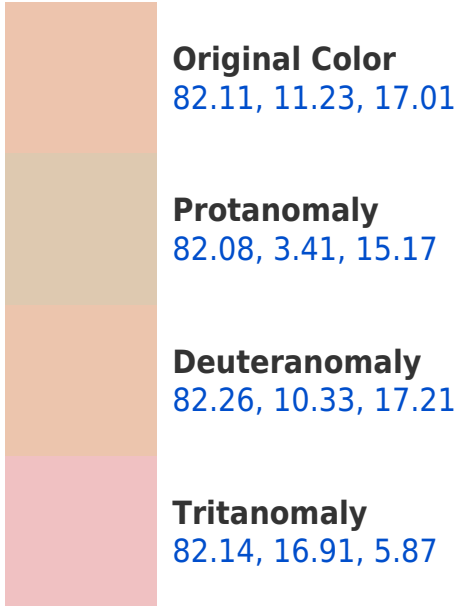 Original Color
82.11, 11.23, 17.01
Protanomaly
82.08, 3.41, 15.17
Deuteranomaly
82.26, 10.33, 17.21
Tritanomaly
82.14, 16.91, 5.87